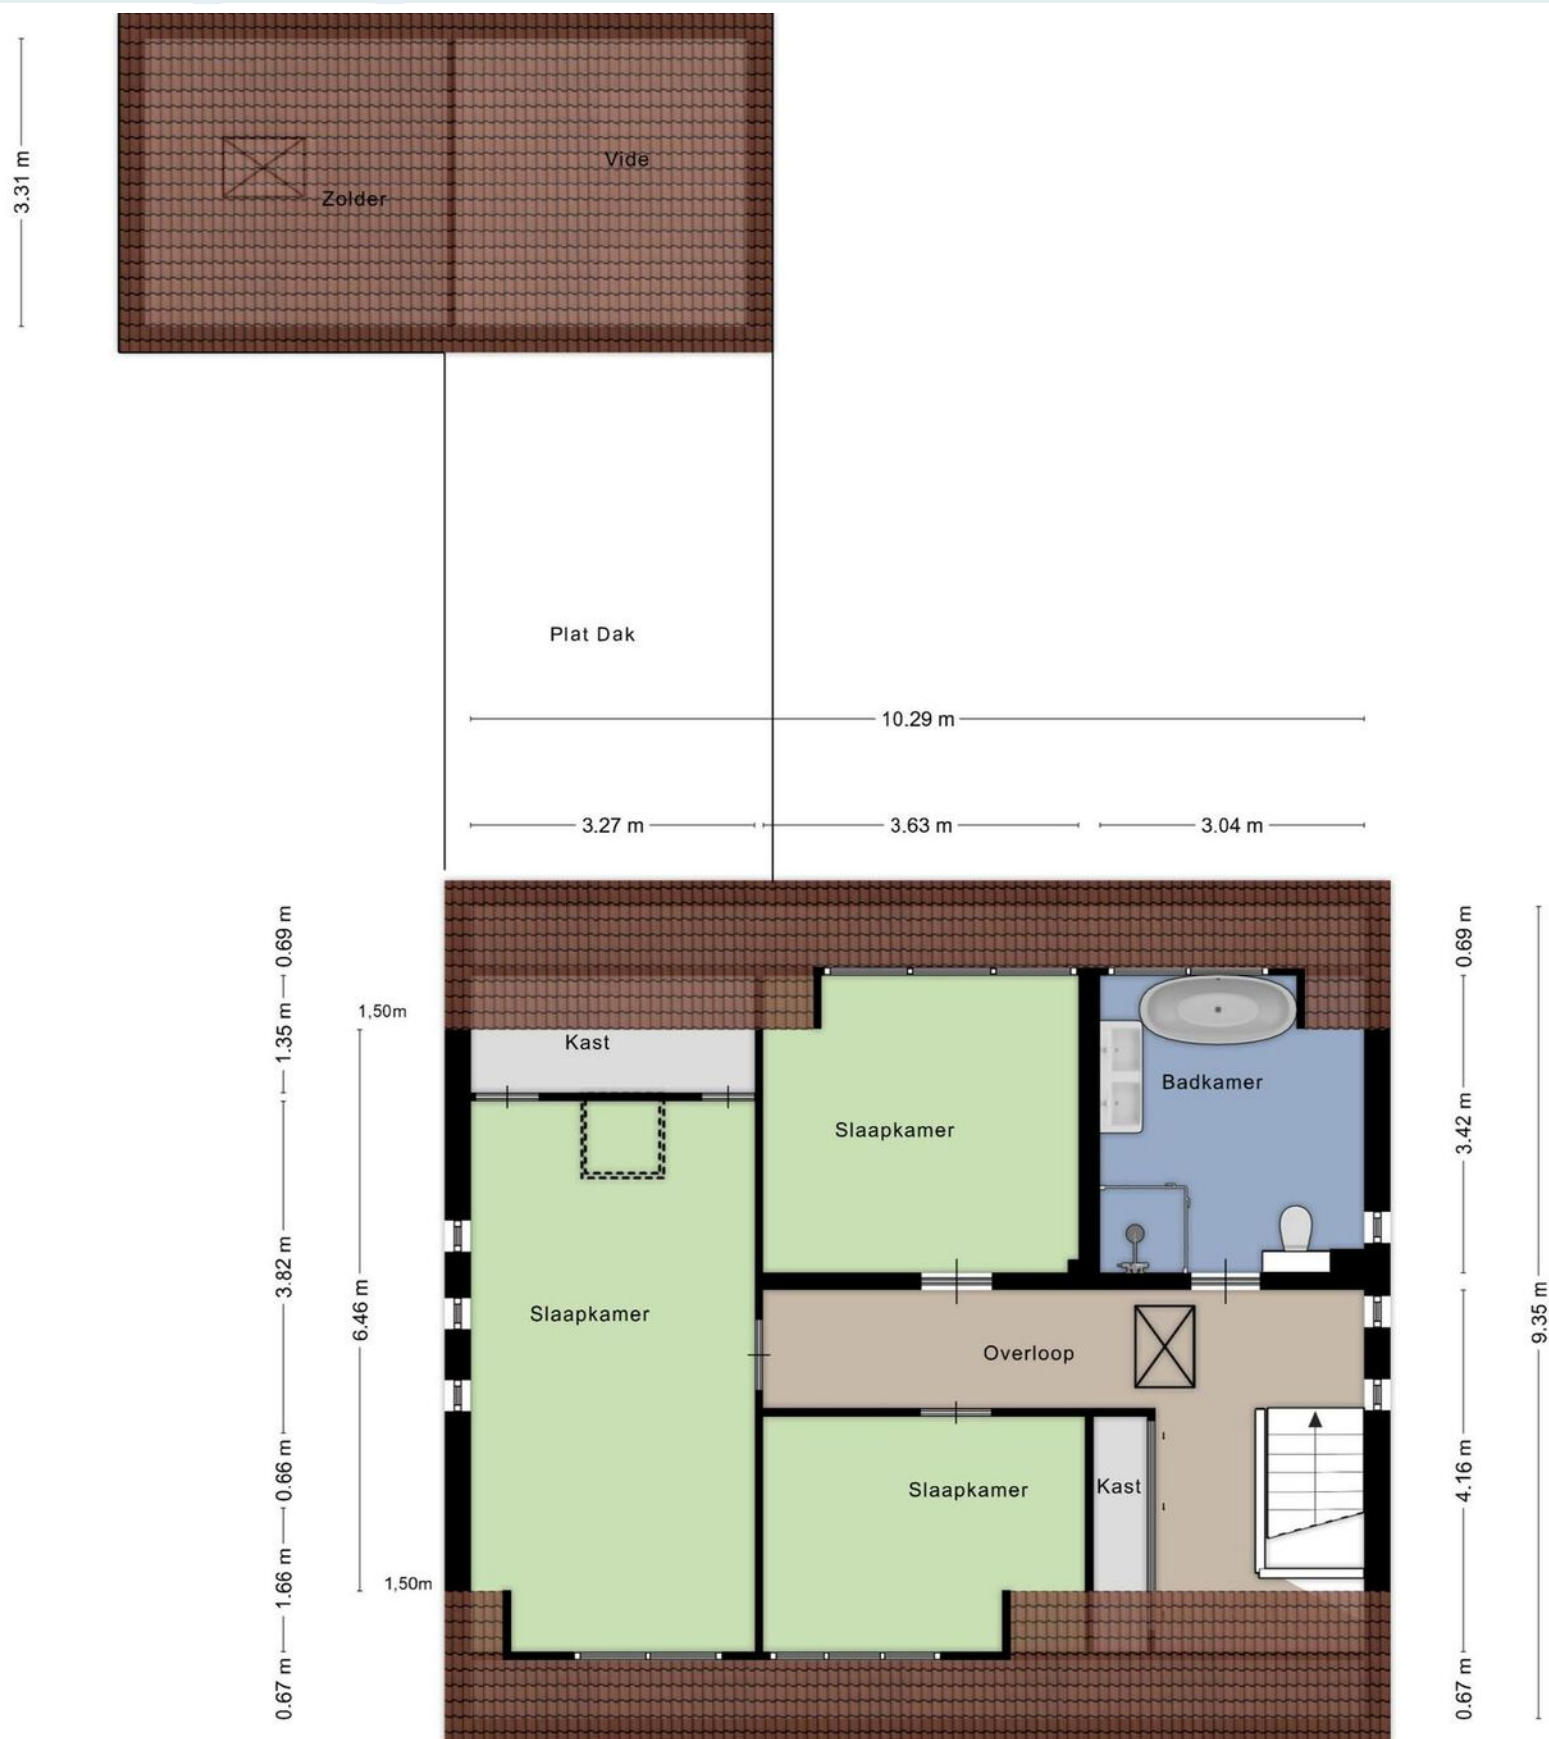 3.31 m
Vide
Zolder
Plat Dak
10.29 m
3.27 m
3.63 m
3.04 m
0.69 m
0.69 m
1,50m
1.35 m
Kast
Badkamer
Slaapkamer
3.42 m
3.82 m
6.46 m
Slaapkamer
9.35 m
Overloop
0.66 m
4.16 m
Slaapkamer
Kast
1.66 m
1,50m
0.67 m
0.67 m